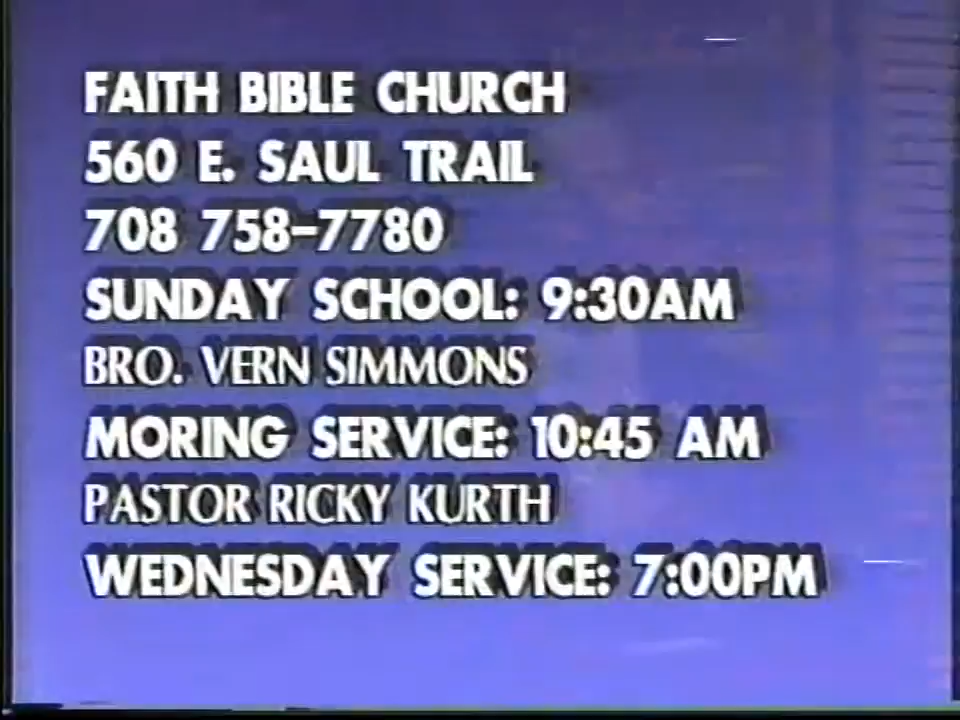 FAITH BIBLE CHURCH
560 E. SAUL TRAIL
708 758-7780
SUNDAY SCHOOL: 9:30AM
BRO. VERN SIMMONS
MORING SERVICE: 10:45 AM
PASTOR RICKY KURTH
WEDNESDAY SERVICE: 7:00PM